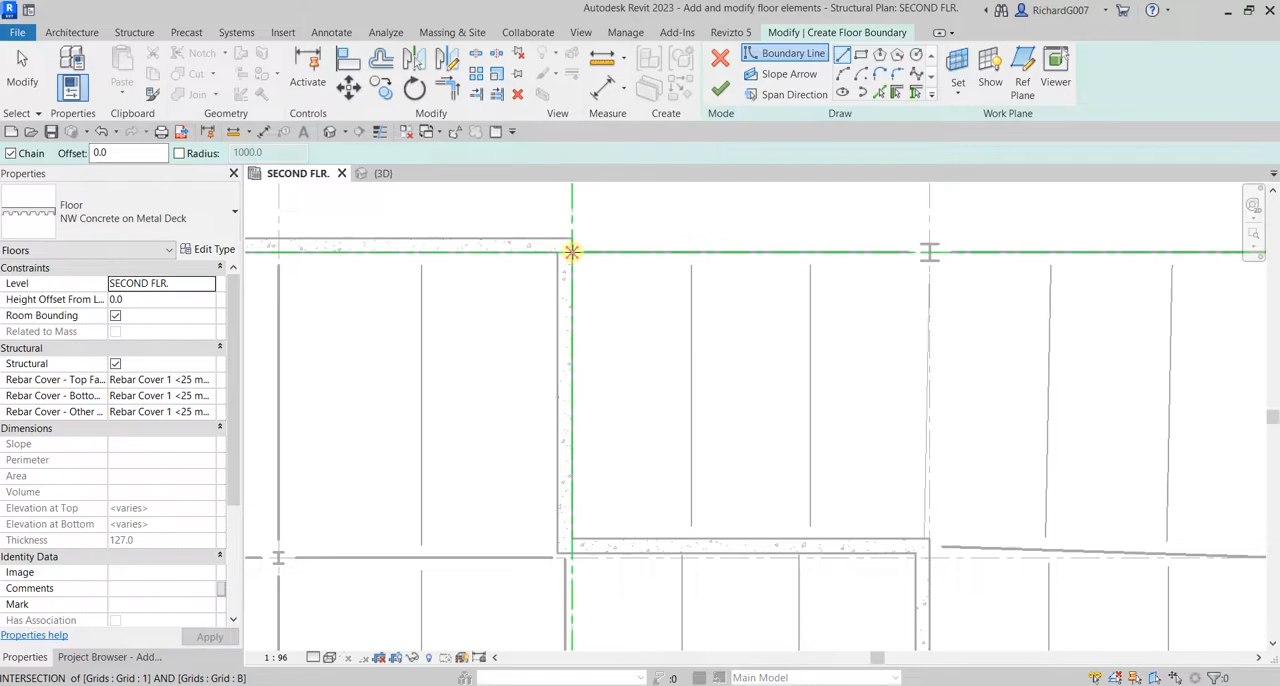 Autodesk Revit 2023 - Add and modify floor elements - Structural Plan: SECOND FLR.
RichardG007
File Architecture Structure Precast Systems Insert Annotate Analyze Massing & Site Collaborate View Manage Add-Ins Revizto 5 Modify | Create Floor Boundary
Modify Paste Notch Cut Join Activate Boundary Line Slope Arrow Span Direction Set Show Ref Plane Viewer
Select Properties Clipboard Geometry Controls Modify View Measure Create Mode Draw Work Plane
Chain Offset: 0.0 Radius: 1000.0
Properties SECOND FLR. {3D}
Floor
NW Concrete on Metal Deck
Floors Edit Type
Constraints
Level SECOND FLR.
Height Offset From L... 0.0
Room Bounding
Related to Mass
Structural
Structural
Rebar Cover - Top Fa... Rebar Cover 1 <25 m...
Rebar Cover - Botto... Rebar Cover 1 <25 m...
Rebar Cover - Other ... Rebar Cover 1 <25 m...
Dimensions
Slope
Perimeter
Area
Volume
Elevation at Top <varies>
Elevation at Bottom <varies>
Thickness 127.0
Identity Data
Image
Comments
Mark
Has Association
Properties help Apply
Properties Project Browser - Add... 1 : 96
INTERSECTION of [Grids : Grid : 1] AND [Grids : Grid : B] :0 Main Model :0